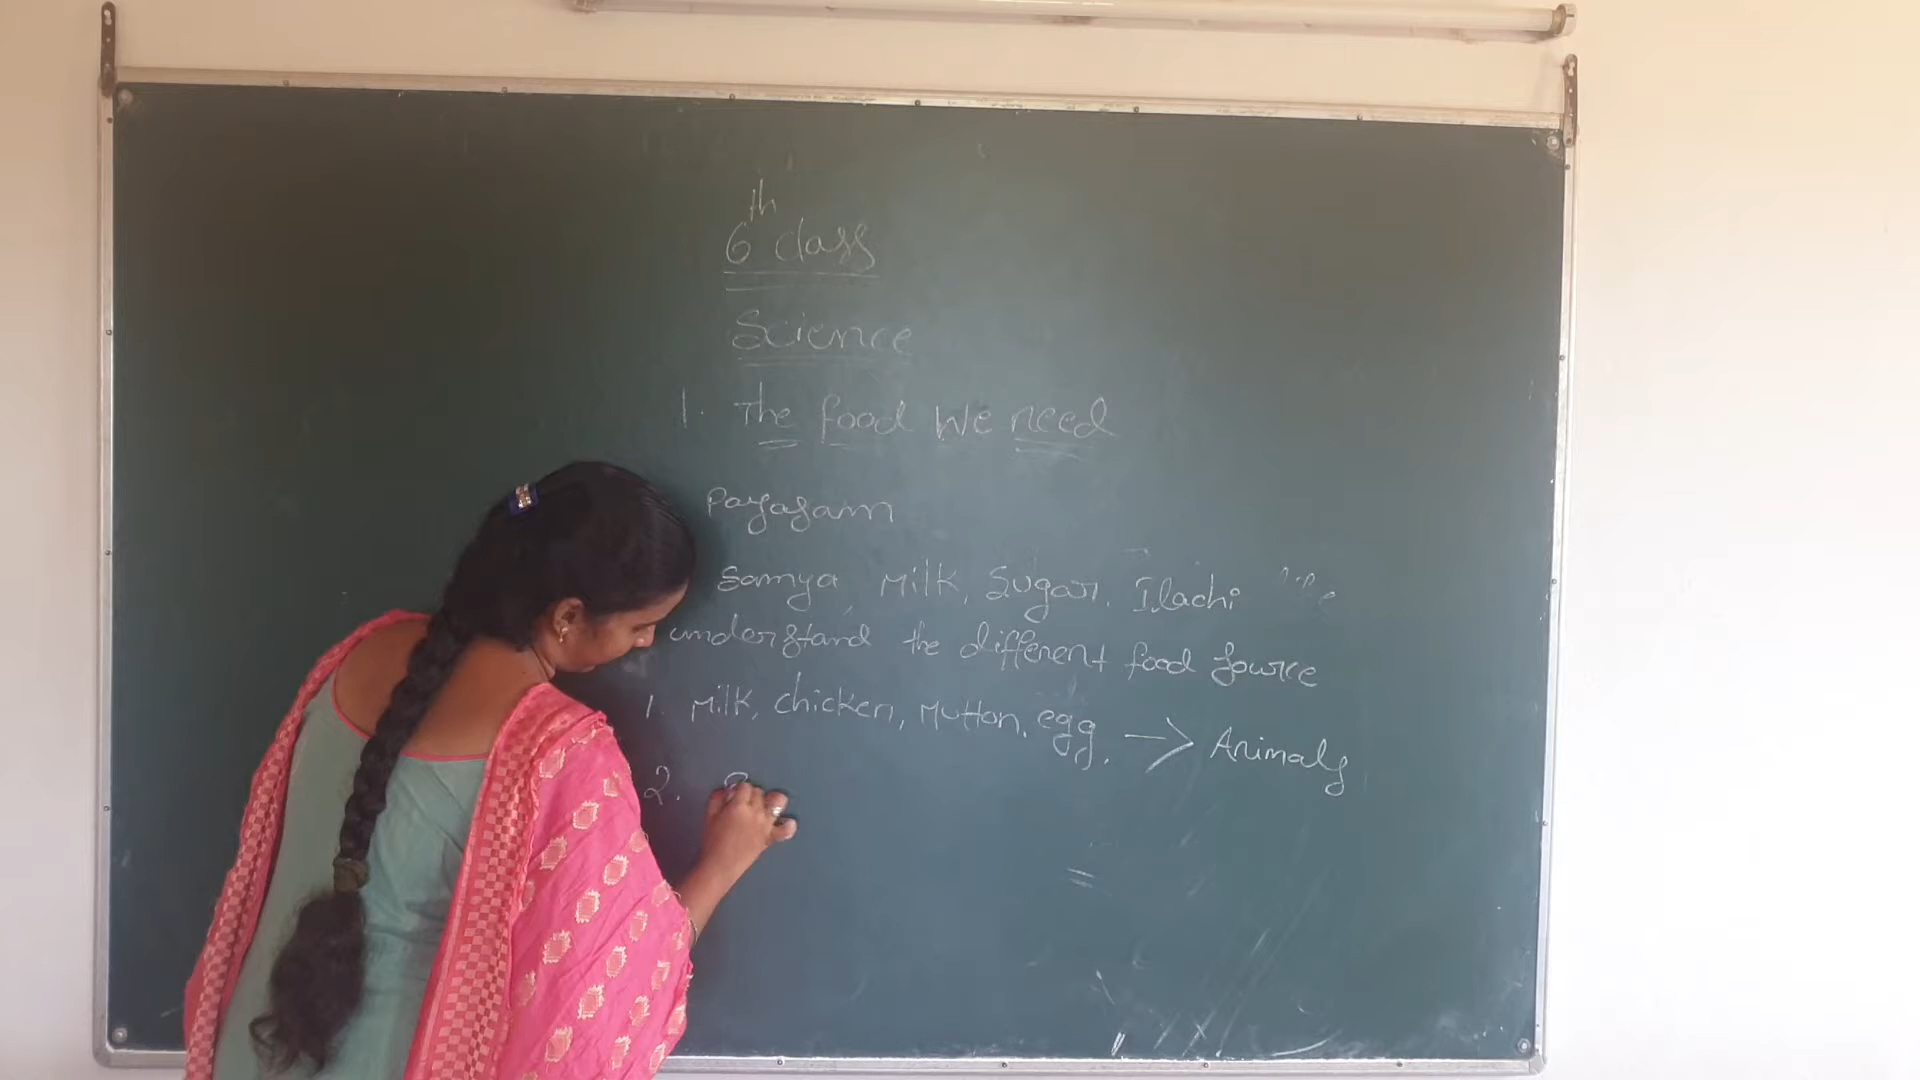 6th class
Science
1. The food We need
Payasam
Samya, Milk, Sugar, Ilachi
understand the different food source
1. Milk, chicken, Mutton, egg, → Animals
2.